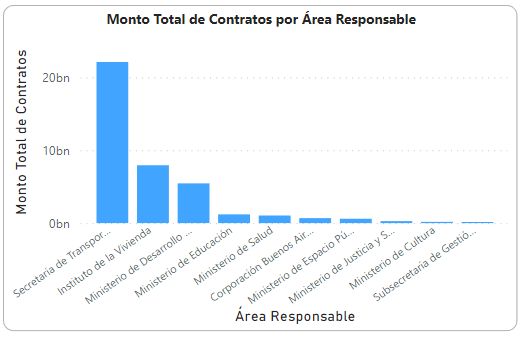 Monto Total de Contratos por Área Responsable
Monto Total de Contratos
20bn
10bn
0bn
Secretaria de Transpor...
Instituto de la Vivienda
Ministerio de Desarrollo ...
Ministerio de Educación
Ministerio de Salud
Corporación Buenos Air...
Ministerio de Espacio Pú...
Ministerio de Justicia y S...
Ministerio de Cultura
Subsecretaria de Gestió...
Área Responsable